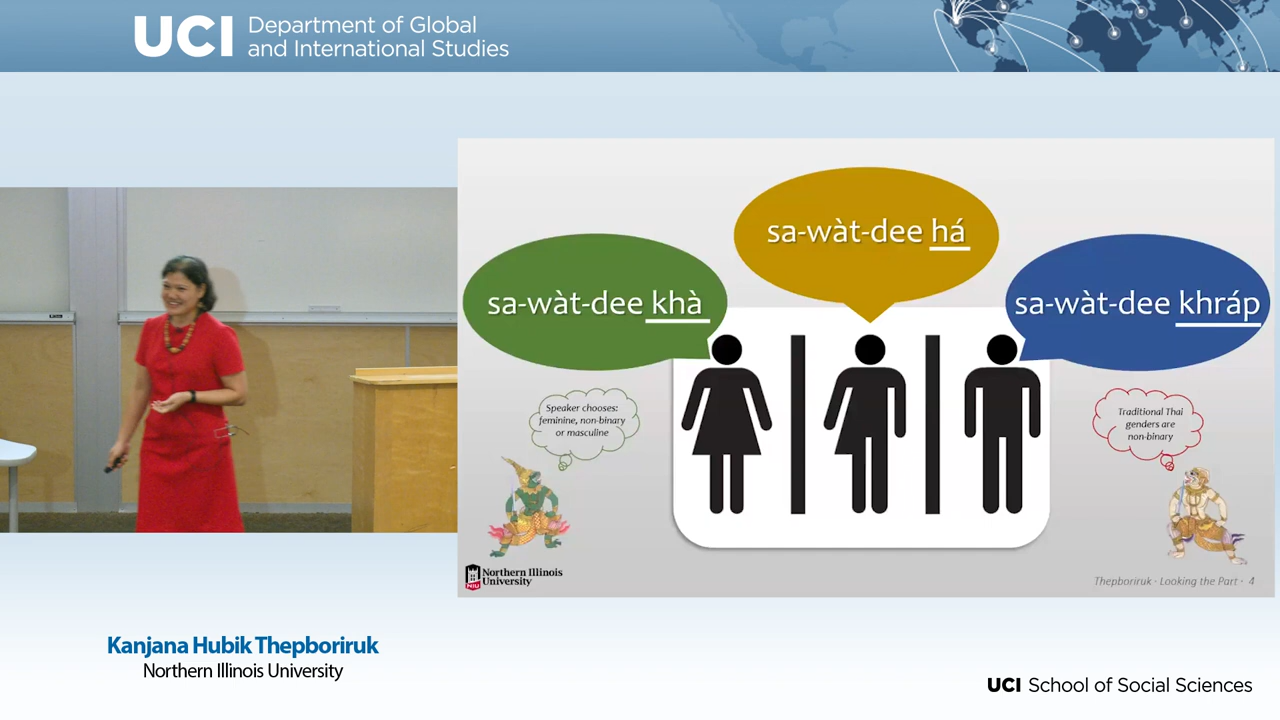 UCI Department of Global
and International Studies
sa-wàt-dee há
sa-wàt-dee khà
sa-wàt-dee khráp
Speaker chooses:
feminine, non-binary
or masculine
Traditional Thai
genders are
non-binary
NIU
Northern Illinois
University
Thepboriruk - Looking the Part - 4
Kanjana Hubik Thepboriruk
Northern Illinois University
UCI School of Social Sciences